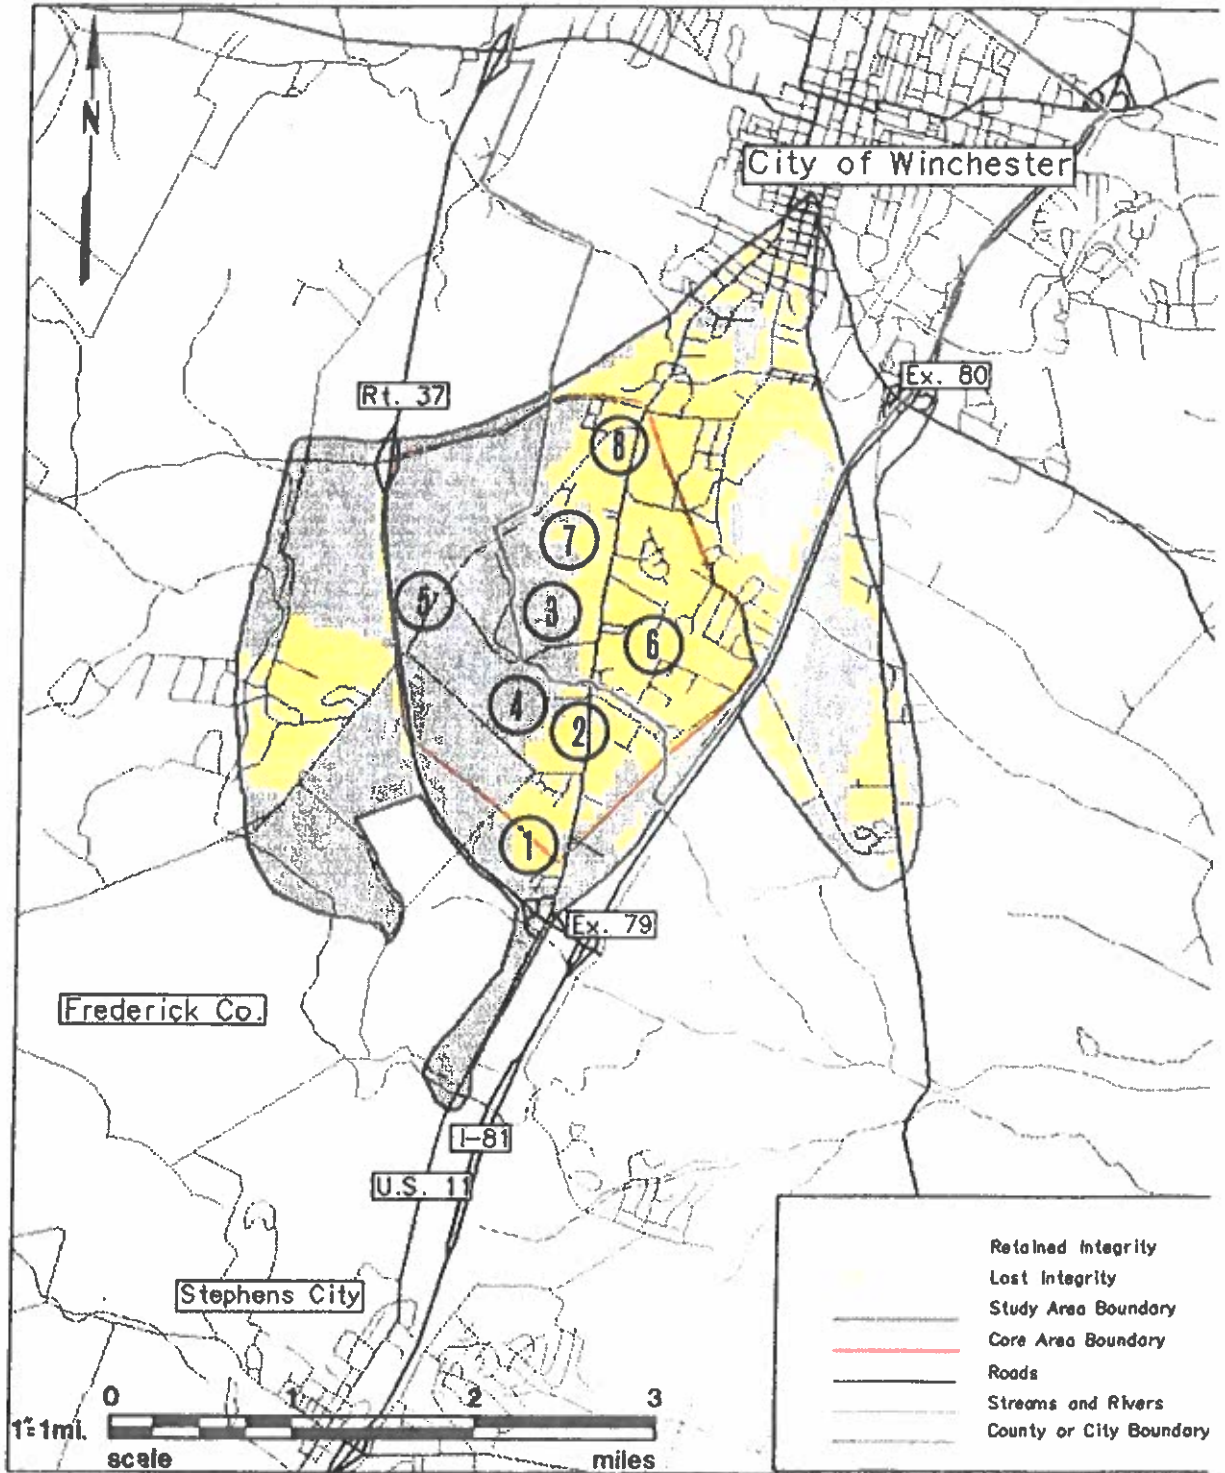 N
City of Winchester
Ex. 80
Rt. 37
8
7
5
3
6
4
2
1
Ex. 79
Frederick Co.
I-81
U.S. 11
Stephens City
Retained Integrity
Lost Integrity
Study Area Boundary
Core Area Boundary
Roads
Streams and Rivers
County or City Boundary
0 1 2 3
1"=1mi.
scale miles